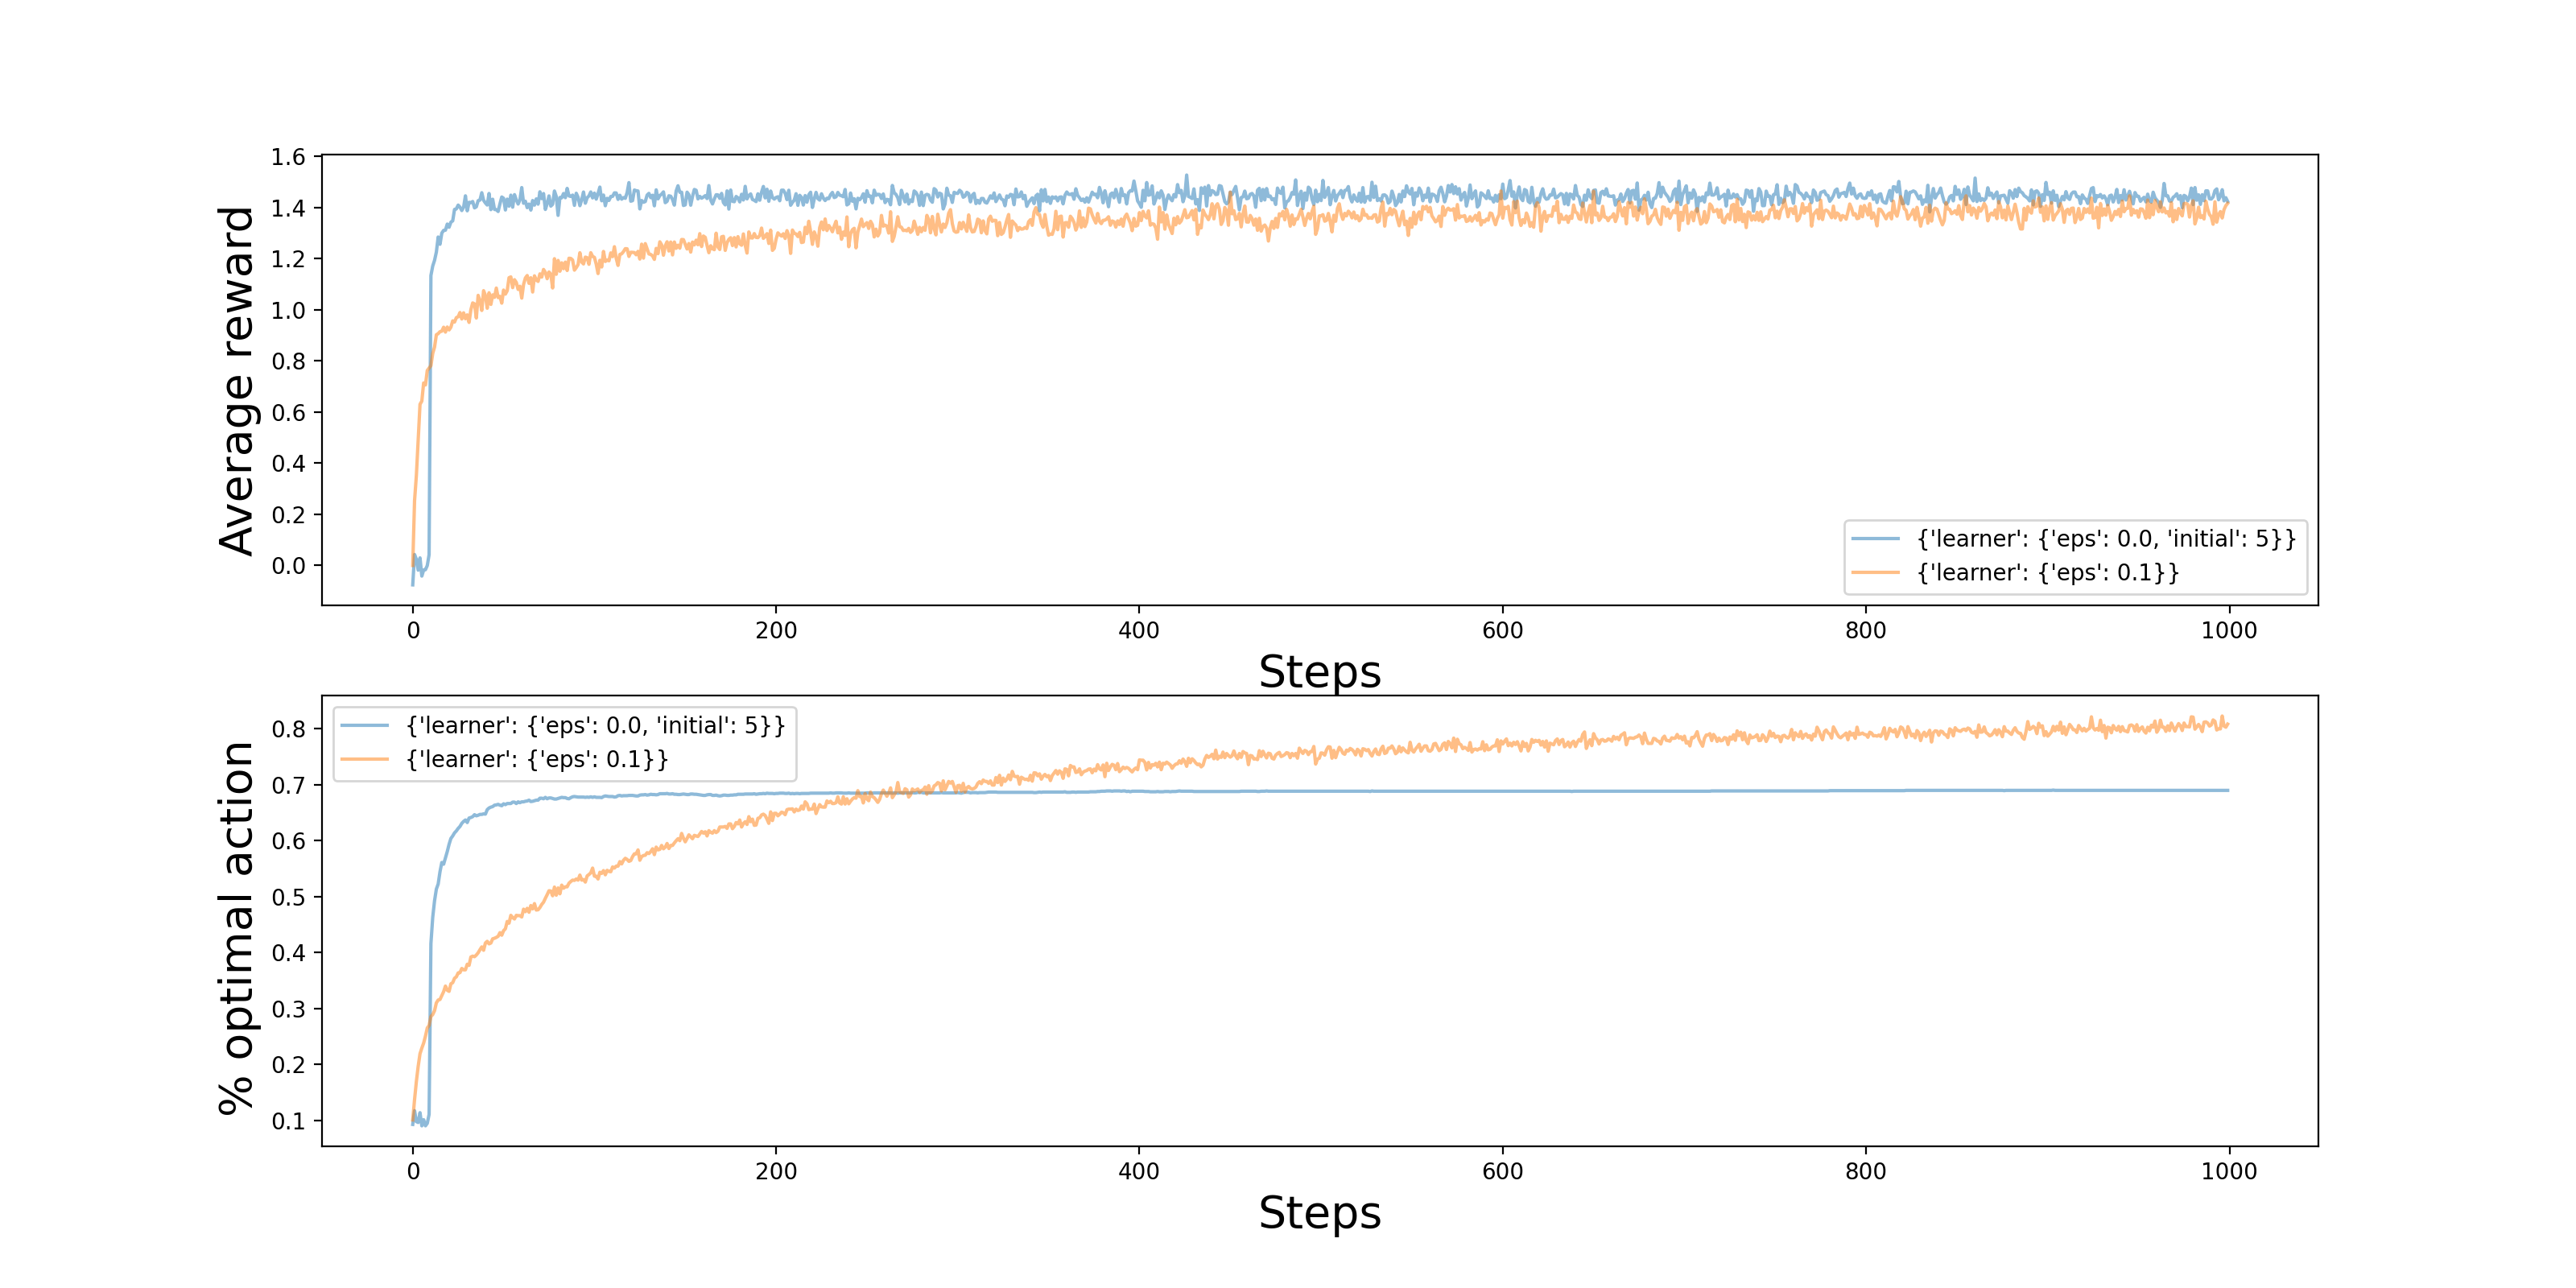 1.6
1.4
1.2
1.0
0.8
0.6
0.4
0.2
0.0
Average reward
{'learner': {'eps': 0.0, 'initial': 5}}
{'learner': {'eps': 0.1}}
0 200 400 600 800 1000
Steps
{'learner': {'eps': 0.0, 'initial': 5}}
{'learner': {'eps': 0.1}}
0.8
0.7
0.6
0.5
0.4
0.3
0.2
0.1
% optimal action
0 200 400 600 800 1000
Steps